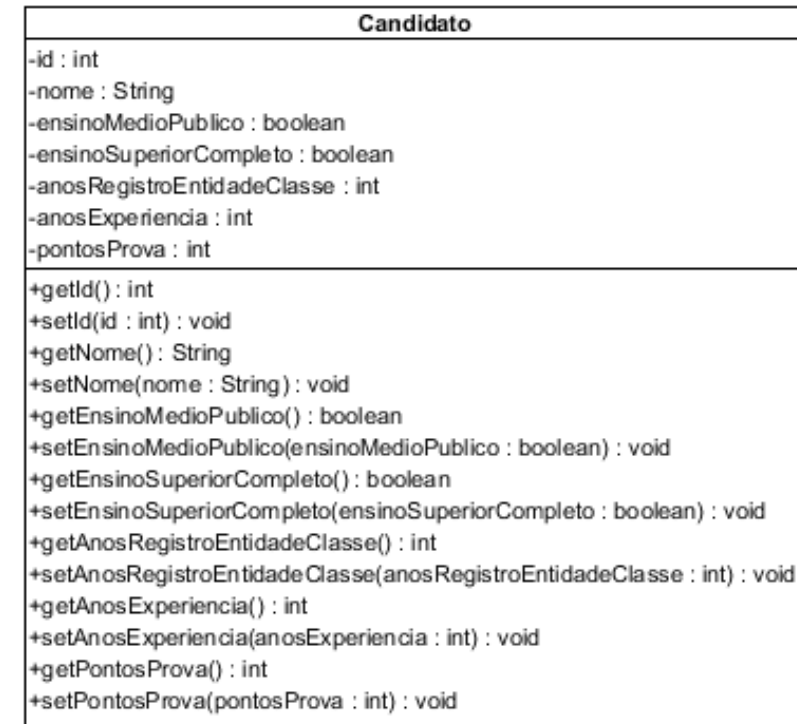 Candidato
-id : int
-nome : String
-ensinoMedioPublico : boolean
-ensinoSuperiorCompleto : boolean
-anosRegistroEntidadeClasse : int
-anosExperiencia : int
-pontosProva : int
+getId() : int
+setId(id : int) : void
+getNome() : String
+setNome(nome : String) : void
+getEnsinoMedioPublico() : boolean
+setEnsinoMedioPublico(ensinoMedioPublico : boolean) : void
+getEnsinoSuperiorCompleto() : boolean
+setEnsinoSuperiorCompleto(ensinoSuperiorCompleto : boolean) : void
+getAnosRegistroEntidadeClasse() : int
+setAnosRegistroEntidadeClasse(anosRegistroEntidadeClasse : int) : void
+getAnosExperiencia() : int
+setAnosExperiencia(anosExperiencia : int) : void
+getPontosProva() : int
+setPontosProva(pontosProva : int) : void